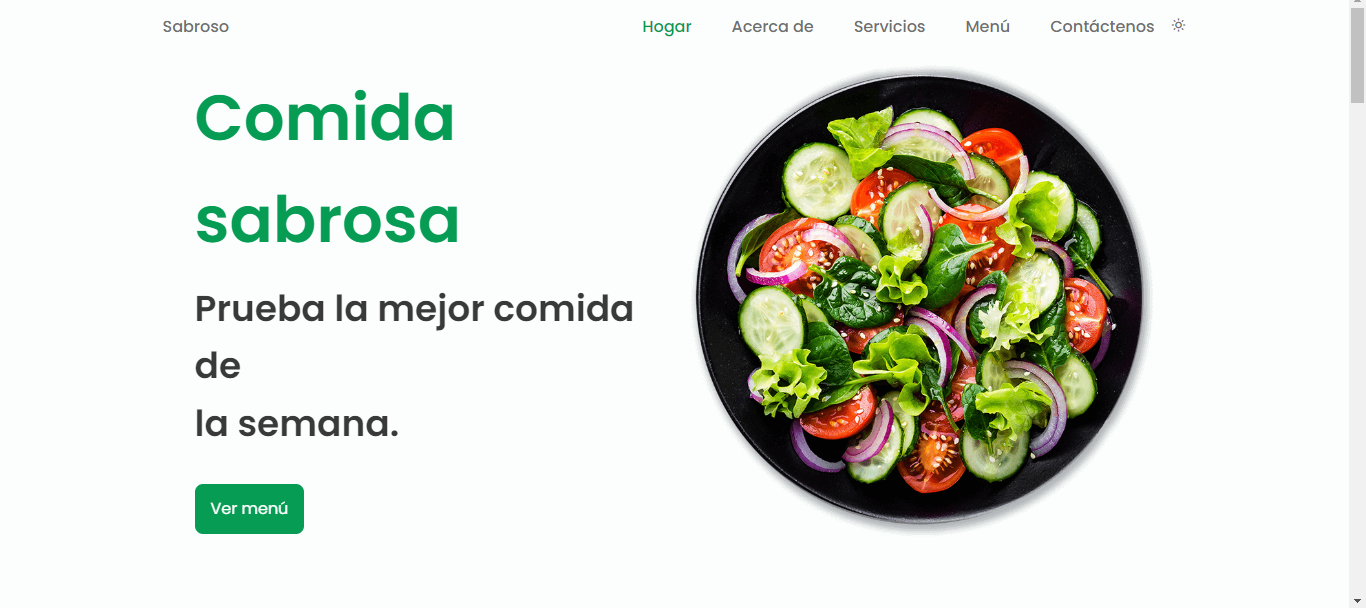 Sabroso
Hogar
Acerca de
Servicios
Menú
Contáctenos
Comida
sabrosa
Prueba la mejor comida
de
la semana.
Ver menú